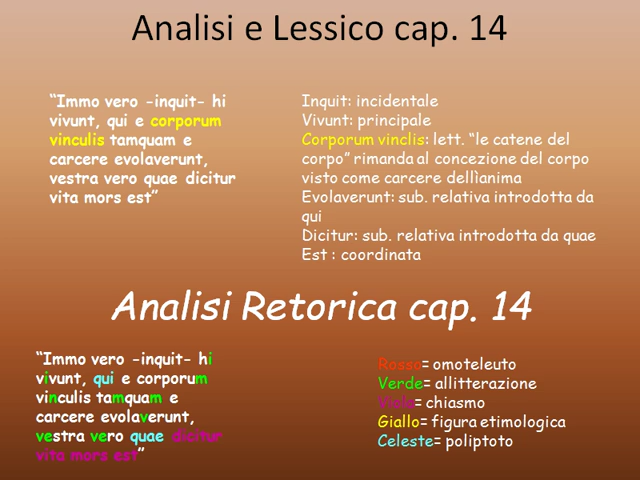 Analisi e Lessico cap. 14
“Immo vero -inquit- hi
vivunt, qui e corporum
vinculis tamquam e
carcere evolaverunt,
vestra vero quae dicitur
vita mors est”
Inquit: incidentale
Vivunt: principale
Corporum vinclis: lett. “le catene del
corpo” rimanda al concezione del corpo
visto come carcere dellìanima
Evolaverunt: sub. relativa introdotta da
qui
Dicitur: sub. relativa introdotta da quae
Est : coordinata
Analisi Retorica cap. 14
“Immo vero -inquit- hi
vivunt, qui e corporum
vinculis tamquam e
carcere evolaverunt,
vestra vero quae dicitur
vita mors est”
Rosso= omoteleuto
Verde= allitterazione
Viola= chiasmo
Giallo= figura etimologica
Celeste= poliptoto